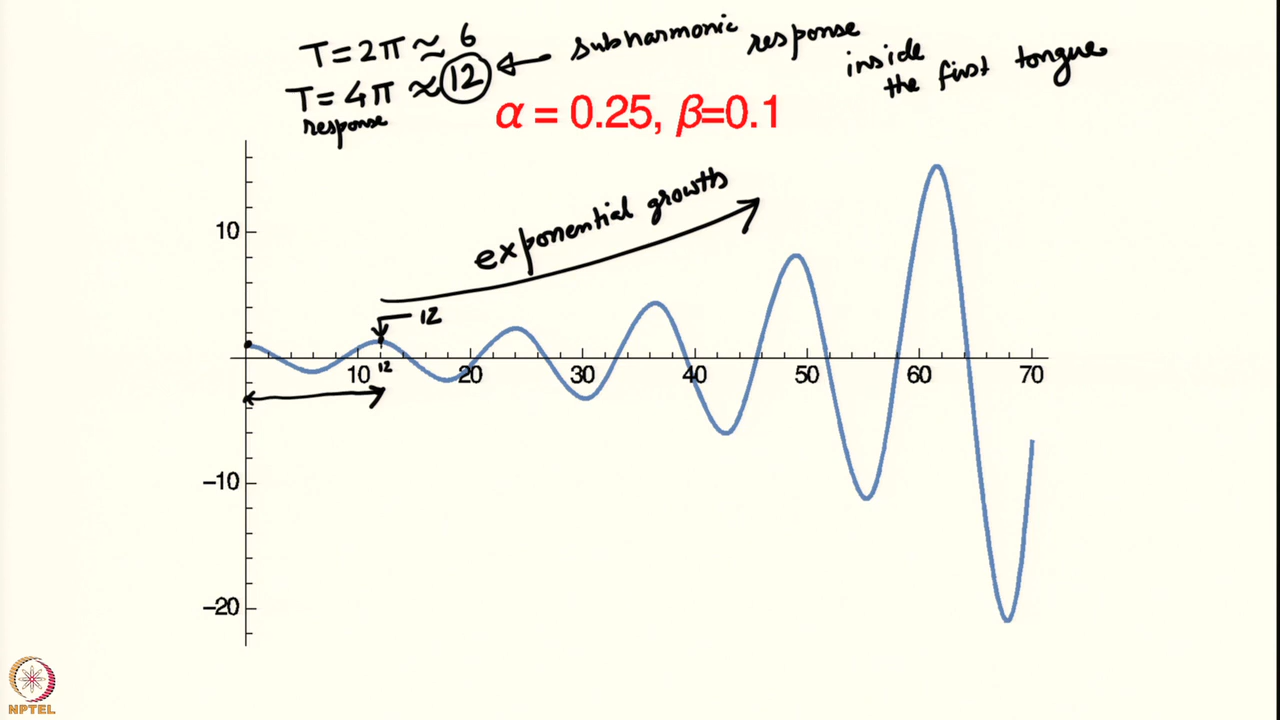 T = 2π ≈ 6
T = 4π ≈ 12
response
subharmonic response
inside
the first tongue
α = 0.25, β=0.1
exponential growth
12
12
10
−10
−20
10 20 30 40 50 60 70
NPTEL